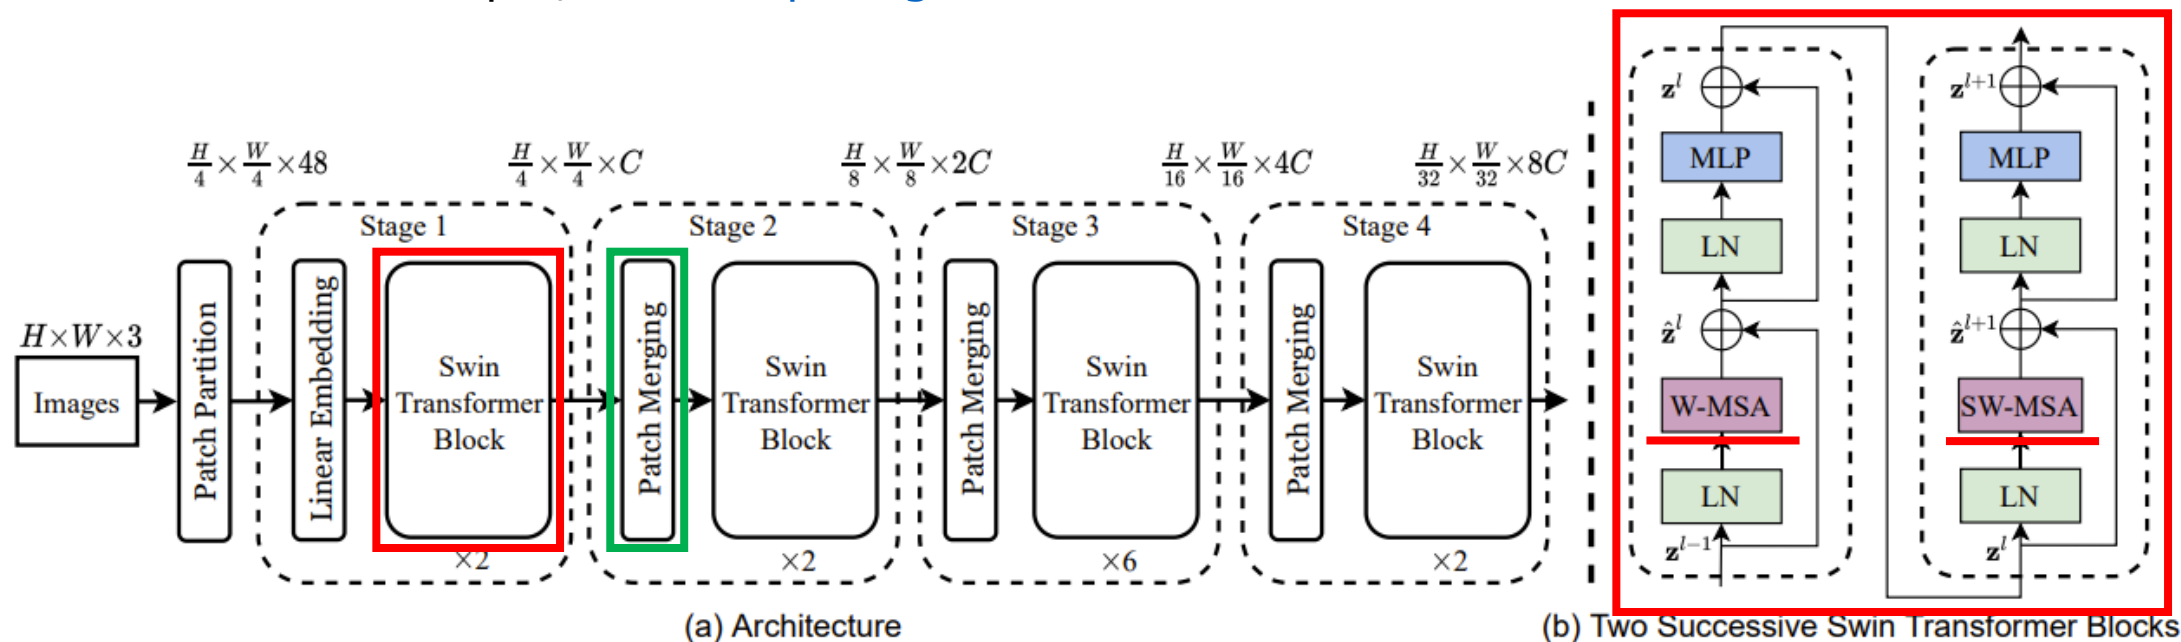 H/4 × W/4 × 48
H/4 × W/4 × C
H/8 × W/8 × 2C
H/16 × W/16 × 4C
H/32 × W/32 × 8C
H×W×3
Images
Patch Partition
Stage 1
Linear Embedding
Swin
Transformer
Block
×2
Stage 2
Patch Merging
Swin
Transformer
Block
×2
Stage 3
Patch Merging
Swin
Transformer
Block
×6
Stage 4
Patch Merging
Swin
Transformer
Block
×2
(a) Architecture
z^l
MLP
LN
ẑ^l
W-MSA
LN
z^{l-1}
z^{l+1}
MLP
LN
ẑ^{l+1}
SW-MSA
LN
z^l
(b) Two Successive Swin Transformer Blocks